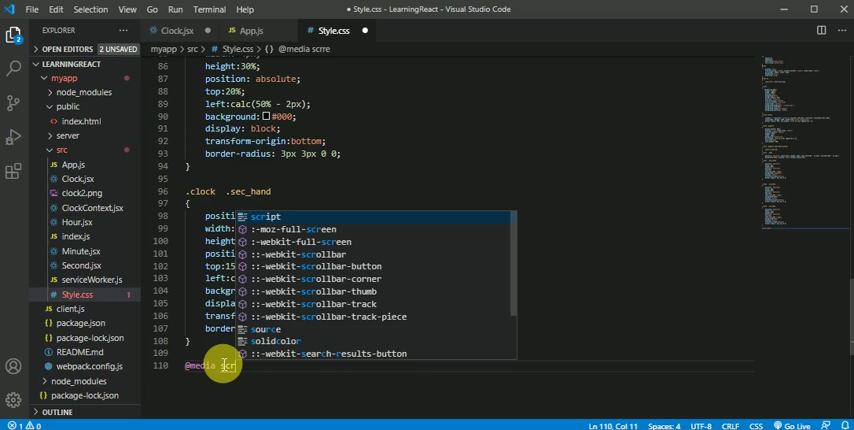 File Edit Selection View Go Run Terminal Help
• Style.css - LearningReact - Visual Studio Code
EXPLORER
Clock.jsx
App.js
Style.css
OPEN EDITORS 2 UNSAVED
myapp > src > Style.css > {} @media scrre
LEARNINGREACT
myapp
node_modules
public
index.html
server
src
App.js
Clock.jsx
clock2.png
ClockContext.jsx
Hour.jsx
index.js
Minute.jsx
Second.jsx
serviceWorker.js
Style.css 1
client.js
package.json
package-lock.json
README.md
webpack.config.js
node_modules
package-lock.json
OUTLINE
86 height:30%;
87 position: absolute;
88 top:20%;
89 left:calc(50% - 2px);
90 background: #000;
91 display: block;
92 transform-origin:bottom;
93 border-radius: 3px 3px 0 0;
94 }
95
96 .clock .sec_hand
97 {
98 positi
99 width:
100 height
101 positi
102 top:15
103 left:c
104 backgr
105 displa
106 transf
107 border
108 }
109
110 @media scr
script
:-moz-full-screen
:-webkit-full-screen
::-webkit-scrollbar
::-webkit-scrollbar-button
::-webkit-scrollbar-corner
::-webkit-scrollbar-thumb
::-webkit-scrollbar-track
::-webkit-scrollbar-track-piece
source
solidcolor
::-webkit-search-results-button
2
1 0
Ln 110, Col 11 Spaces: 4 UTF-8 CRLF CSS Go Live